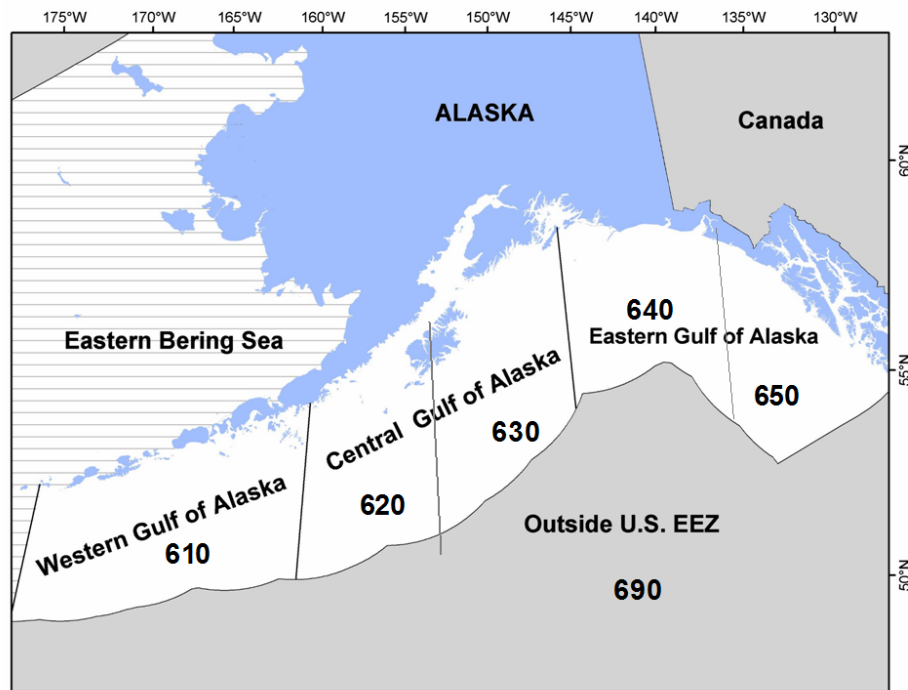 175°W 170°W 165°W 160°W 155°W 150°W 145°W 140°W 135°W 130°W
ALASKA
Canada
60°N
640
Eastern Bering Sea
Eastern Gulf of Alaska
55°N
650
Central Gulf of Alaska
630
620
Western Gulf of Alaska
610
Outside U.S. EEZ
50°N
690